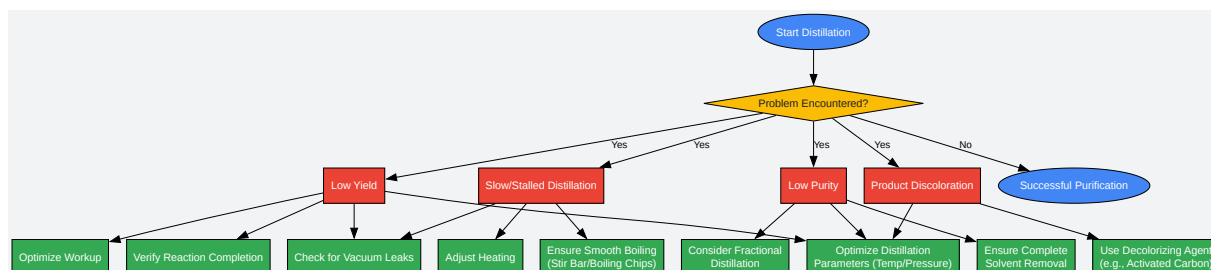 Start Distillation
Problem Encountered?
Yes
Yes
Yes
Yes
No
Low Yield
Slow/Stalled Distillation
Low Purity
Product Discoloration
Successful Purification
Optimize Workup
Verify Reaction Completion
Check for Vacuum Leaks
Adjust Heating
Ensure Smooth Boiling
(Stir Bar/Boiling Chips)
Consider Fractional
Distillation
Optimize Distillation
Parameters (Temp/Pressure)
Ensure Complete
Solvent Removal
Use Decolorizing Agent
(e.g., Activated Carbon)